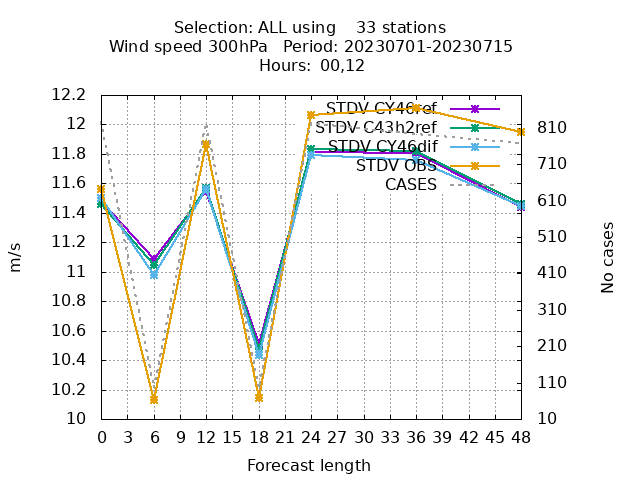 Selection: ALL using    33 stations
Wind speed 300hPa   Period: 20230701-20230715
Hours:  00,12
STDV CY46ref
STDV C43h2ref
STDV CY46dif
STDV OBS
CASES
12.2
12
11.8
11.6
11.4
11.2
11
10.8
10.6
10.4
10.2
10
810
710
610
510
410
310
210
110
10
m/s
No cases
0 3 6 9 12 15 18 21 24 27 30 33 36 39 42 45 48
Forecast length